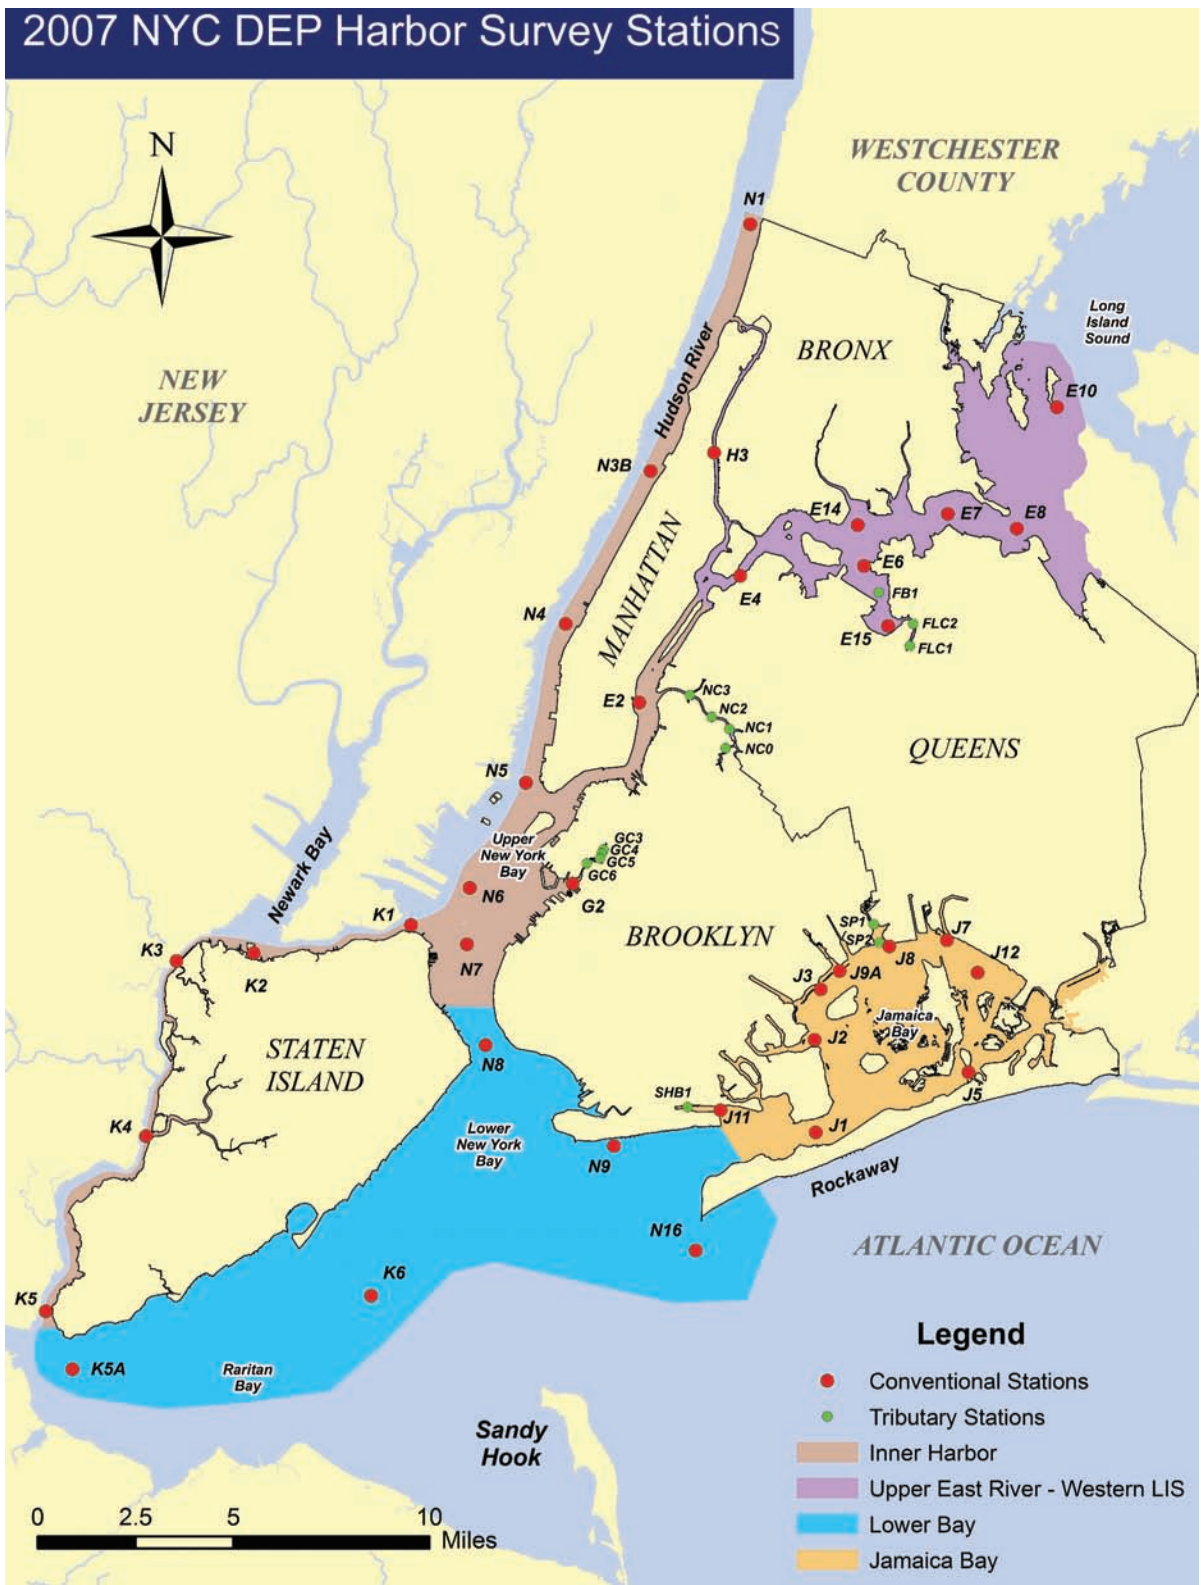 2007 NYC DEP Harbor Survey Stations
N
WESTCHESTER
COUNTY
N1
Long
Island
Sound
Hudson River
BRONX
NEW
JERSEY
E10
N3B
H3
E14
E7
E8
MANHATTAN
E6
E4
FB1
N4
E15
FLC2
FLC1
E2
NC3
NC2
NC1
NC0
QUEENS
N5
Newark Bay
Upper
New York
Bay
GC3
GC4
GC5
GC6
N6
G2
K1
K3
K2
N7
BROOKLYN
SP1
SP2
J7
J8
J12
J9A
J3
Jamaica
Bay
J2
N8
STATEN
ISLAND
J5
SHB1
J11
J1
K4
Lower
New York
Bay
N9
Rockaway
N16
ATLANTIC OCEAN
K6
K5
K5A
Raritan
Bay
Sandy
Hook
Legend
Conventional Stations
Tributary Stations
Inner Harbor
Upper East River - Western LIS
Lower Bay
Jamaica Bay
0 2.5 5 10
Miles